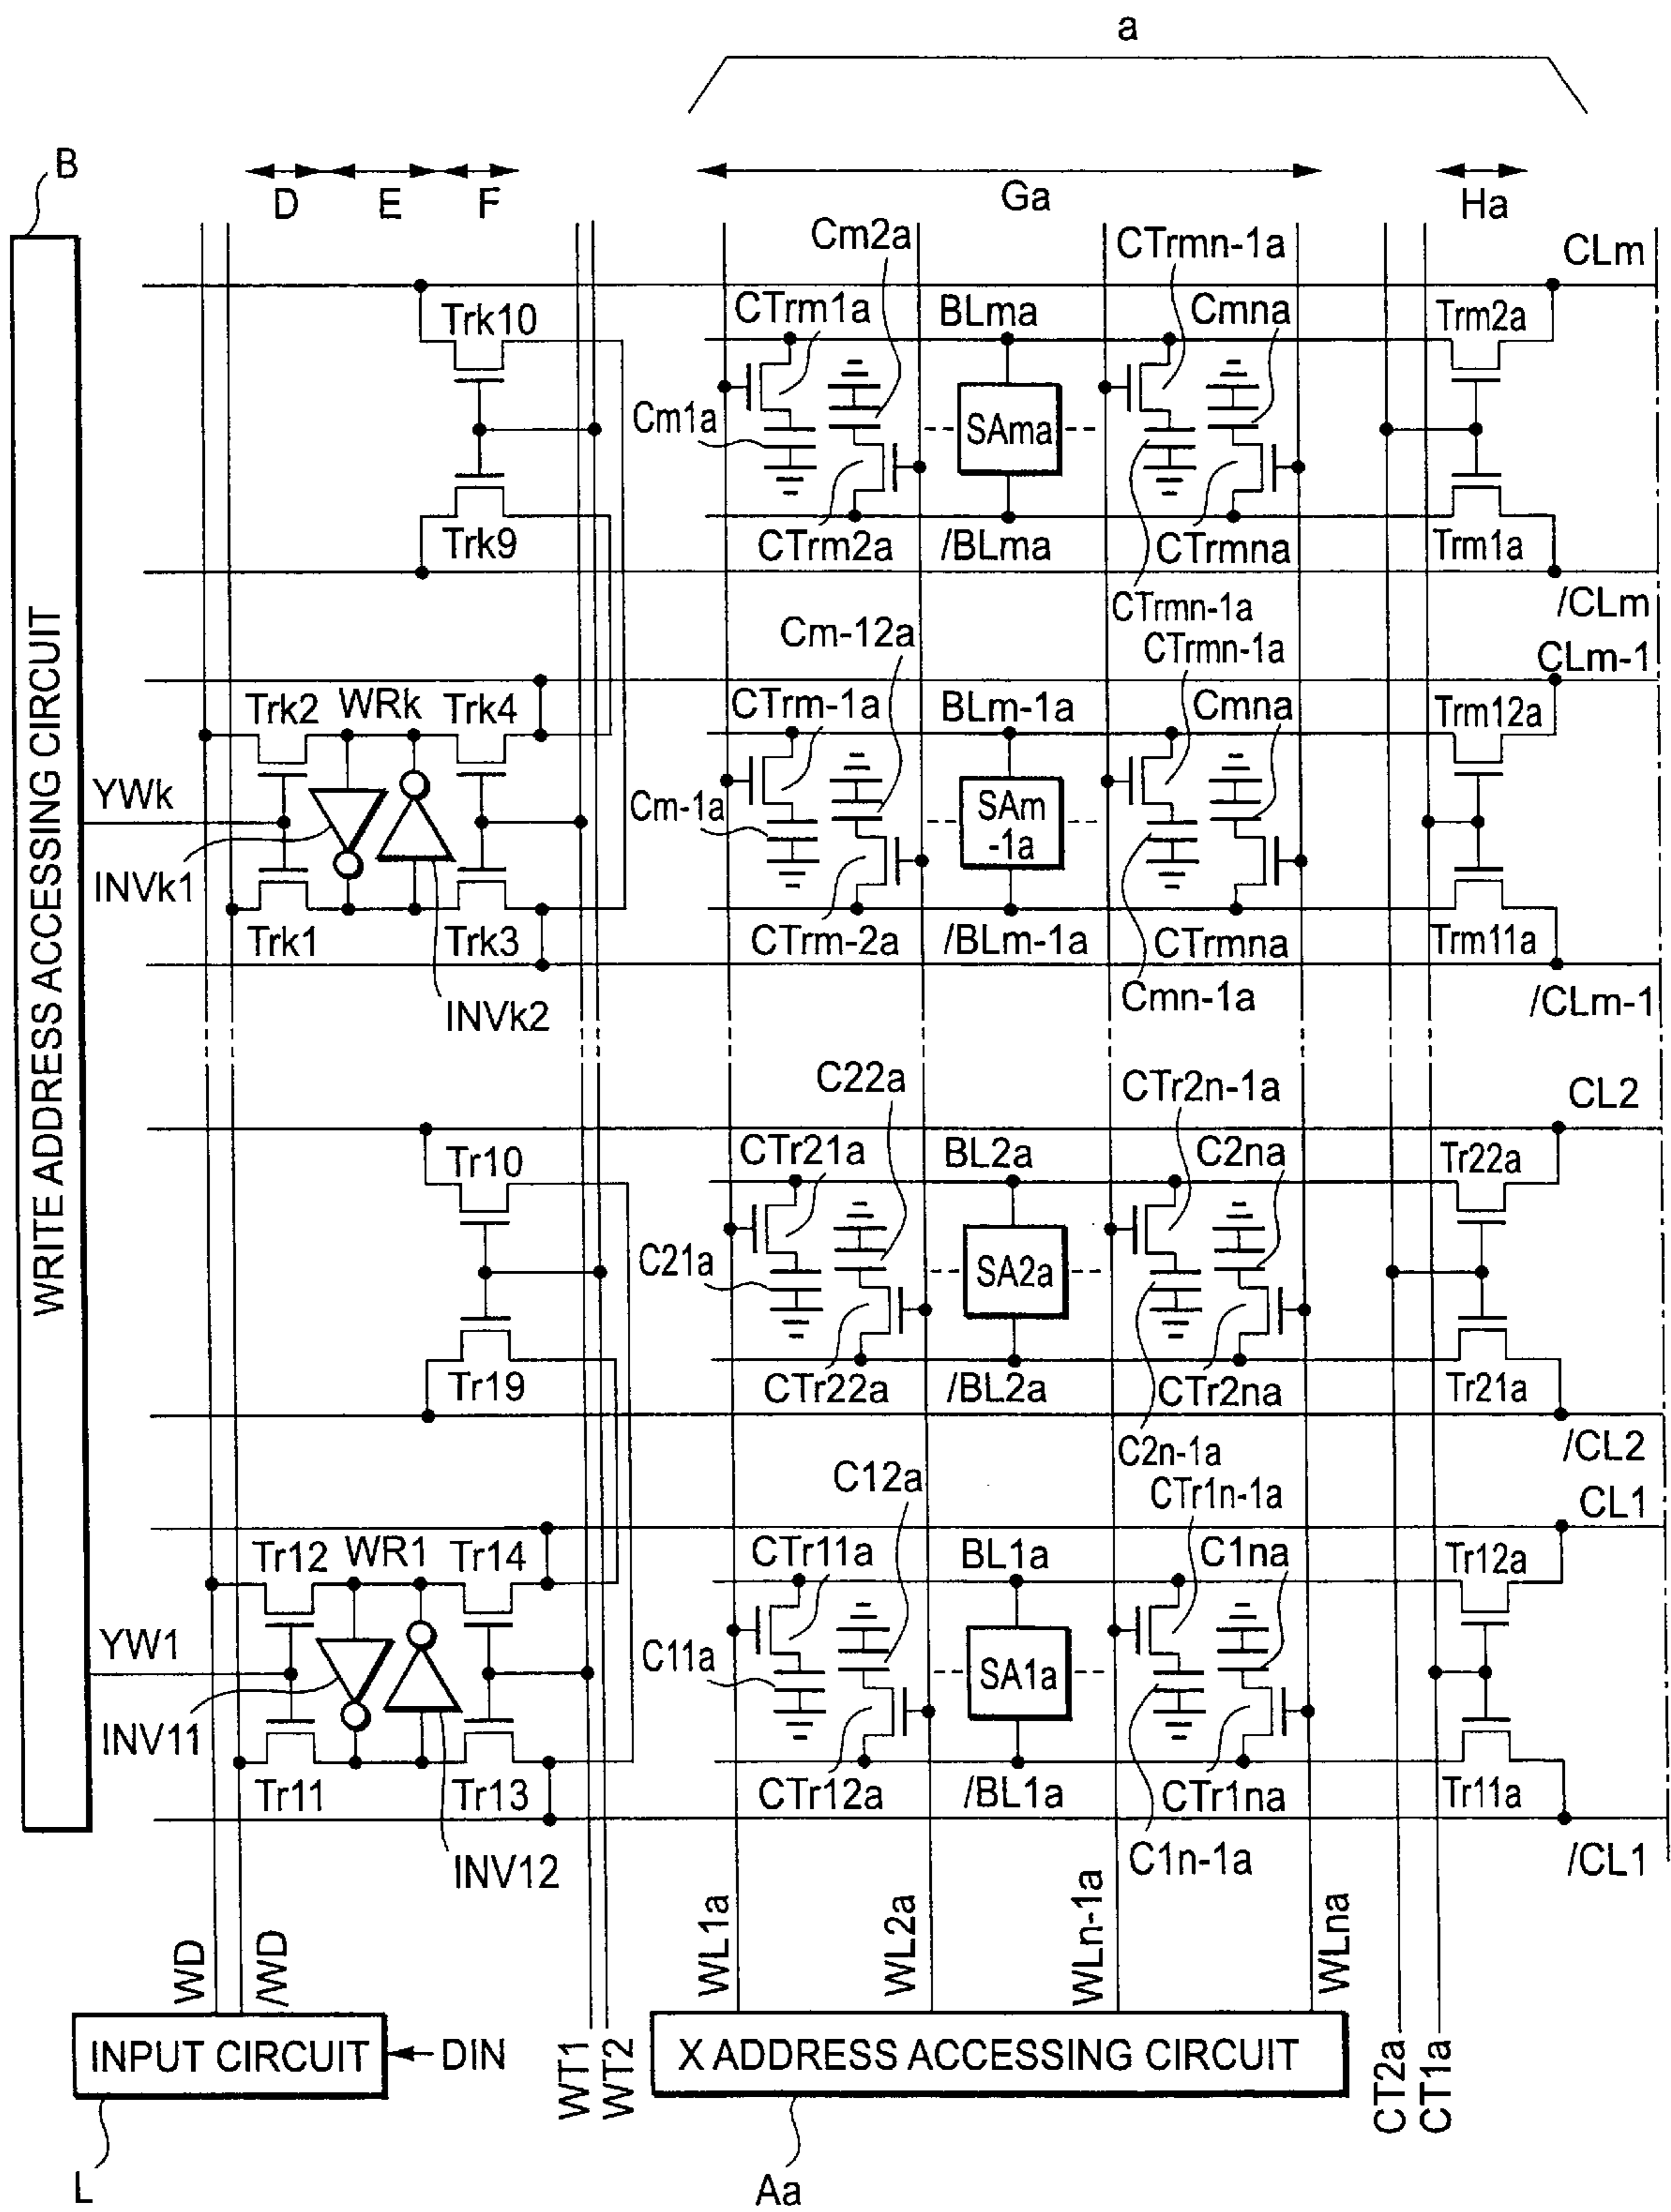 a
B
D E F
Ga
Ha
Cm2a
CTrmn-1a
CLm
Trk10
CTrm1a
BLma
Cmna
Trm2a
Cm1a
SAma
Trk9
CTrm2a
/BLma
CTrmna
Trm1a
CTrmn-1a
/CLm
Cm-12a
CTrmn-1a
CLm-1
Trk2
WRk
Trk4
CTrm-1a
BLm-1a
Cmna
Trm12a
YWk
Cm-1a
SAm
-1a
INVk1
Trk1
Trk3
CTrm-2a
/BLm-1a
CTrmna
Trm11a
INVk2
Cmn-1a
/CLm-1
WRITE ADDRESS ACCESSING CIRCUIT
C22a
CTr2n-1a
CL2
Tr10
CTr21a
BL2a
C2na
Tr22a
C21a
SA2a
Tr19
CTr22a
/BL2a
CTr2na
Tr21a
C2n-1a
/CL2
C12a
CTr1n-1a
CL1
Tr12
WR1
Tr14
CTr11a
BL1a
C1na
Tr12a
YW1
C11a
SA1a
INV11
Tr11
Tr13
CTr12a
/BL1a
CTr1na
Tr11a
INV12
C1n-1a
/CL1
WD
/WD
WL1a
WL2a
WLn-1a
WLna
INPUT CIRCUIT
DIN
WT1
WT2
X ADDRESS ACCESSING CIRCUIT
CT2a
CT1a
L
Aa